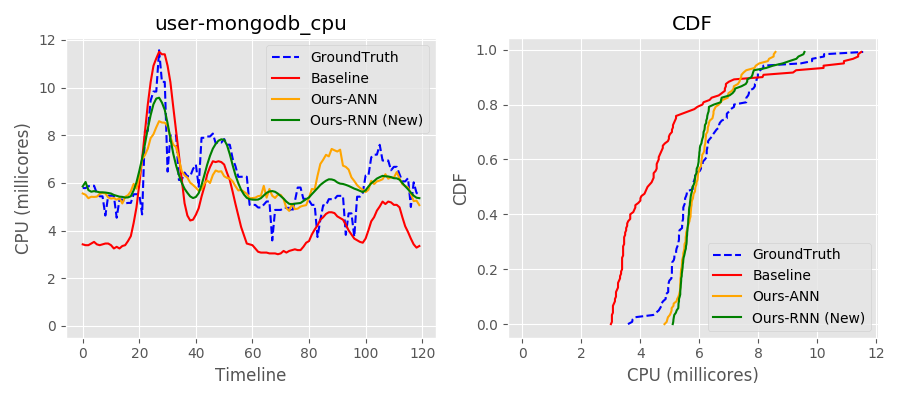 user-mongodb_cpu
CPU (millicores)
12
10
8
6
4
2
0
0
20
40
60
80
100
120
Timeline
GroundTruth
Baseline
Ours-ANN
Ours-RNN (New)
CDF
CDF
1.0
0.8
0.6
0.4
0.2
0.0
0
2
4
6
8
10
12
CPU (millicores)
GroundTruth
Baseline
Ours-ANN
Ours-RNN (New)